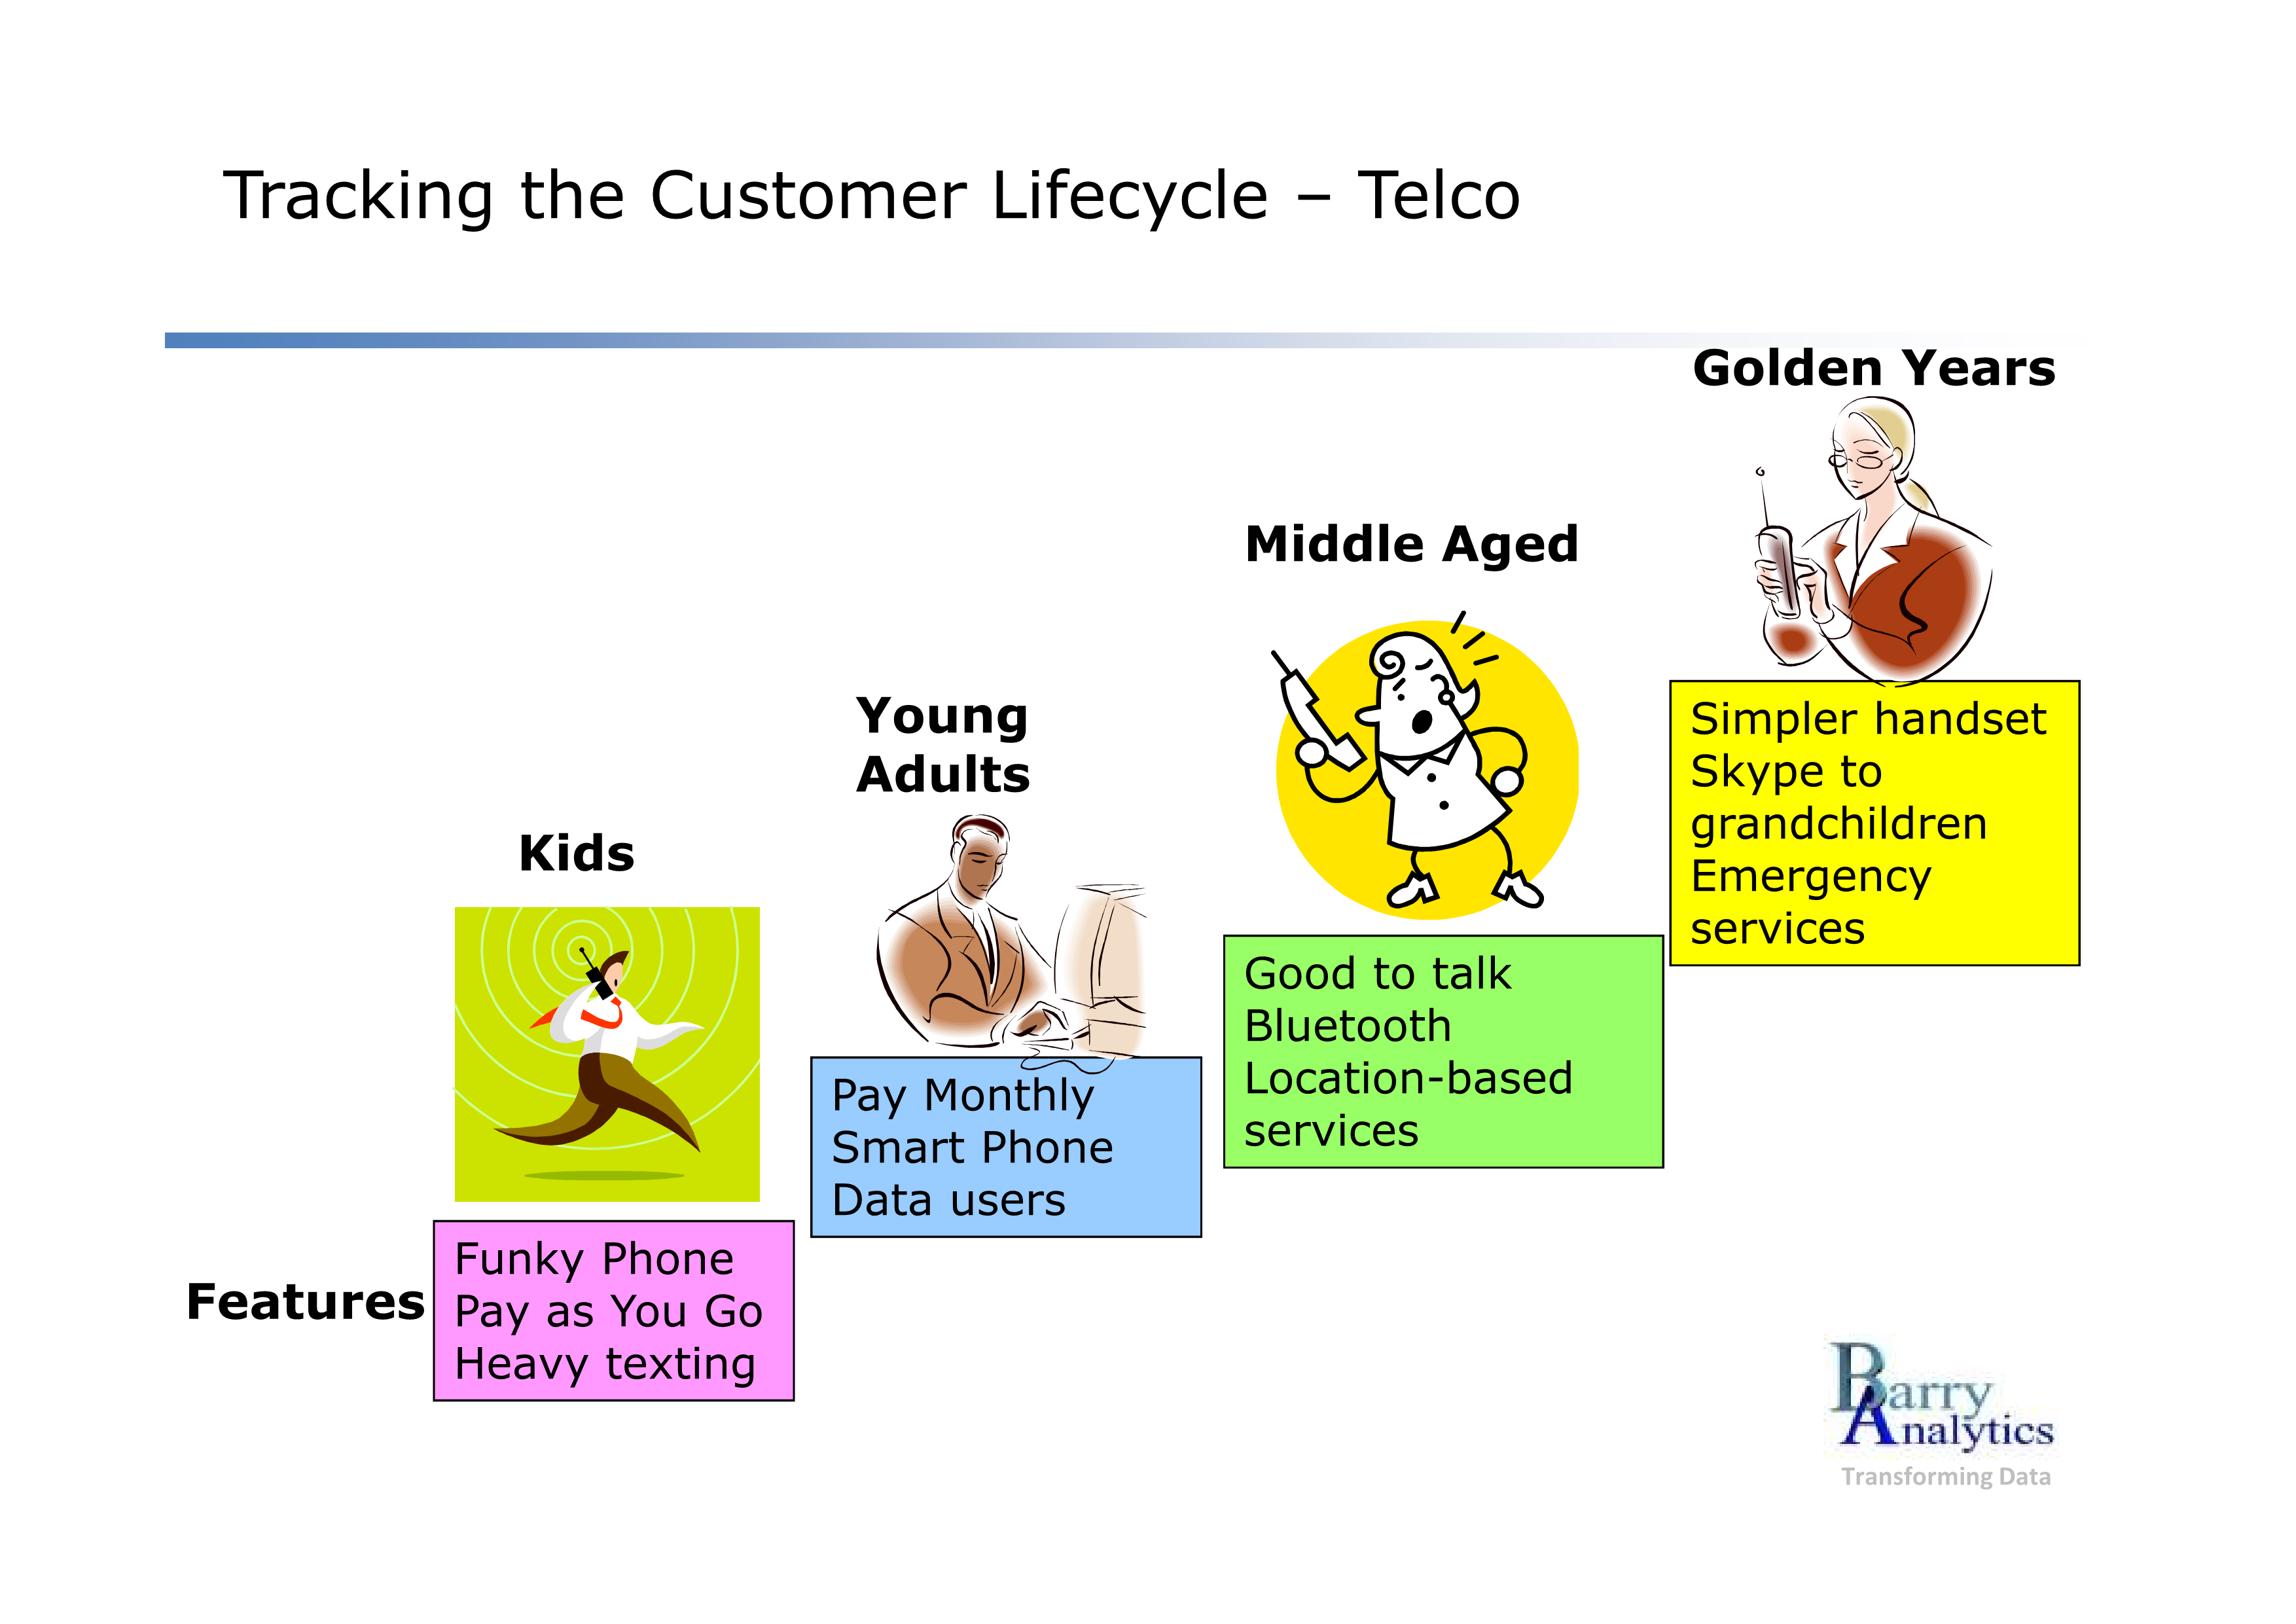 Tracking the Customer Lifecycle – Telco
Golden Years
Middle Aged
Young
Adults
Kids
Simpler handset
Skype to
grandchildren
Emergency
services
Good to talk
Bluetooth
Location-based
services
Pay Monthly
Smart Phone
Data users
Features
Funky Phone
Pay as You Go
Heavy texting
Barry
Analytics
Transforming Data